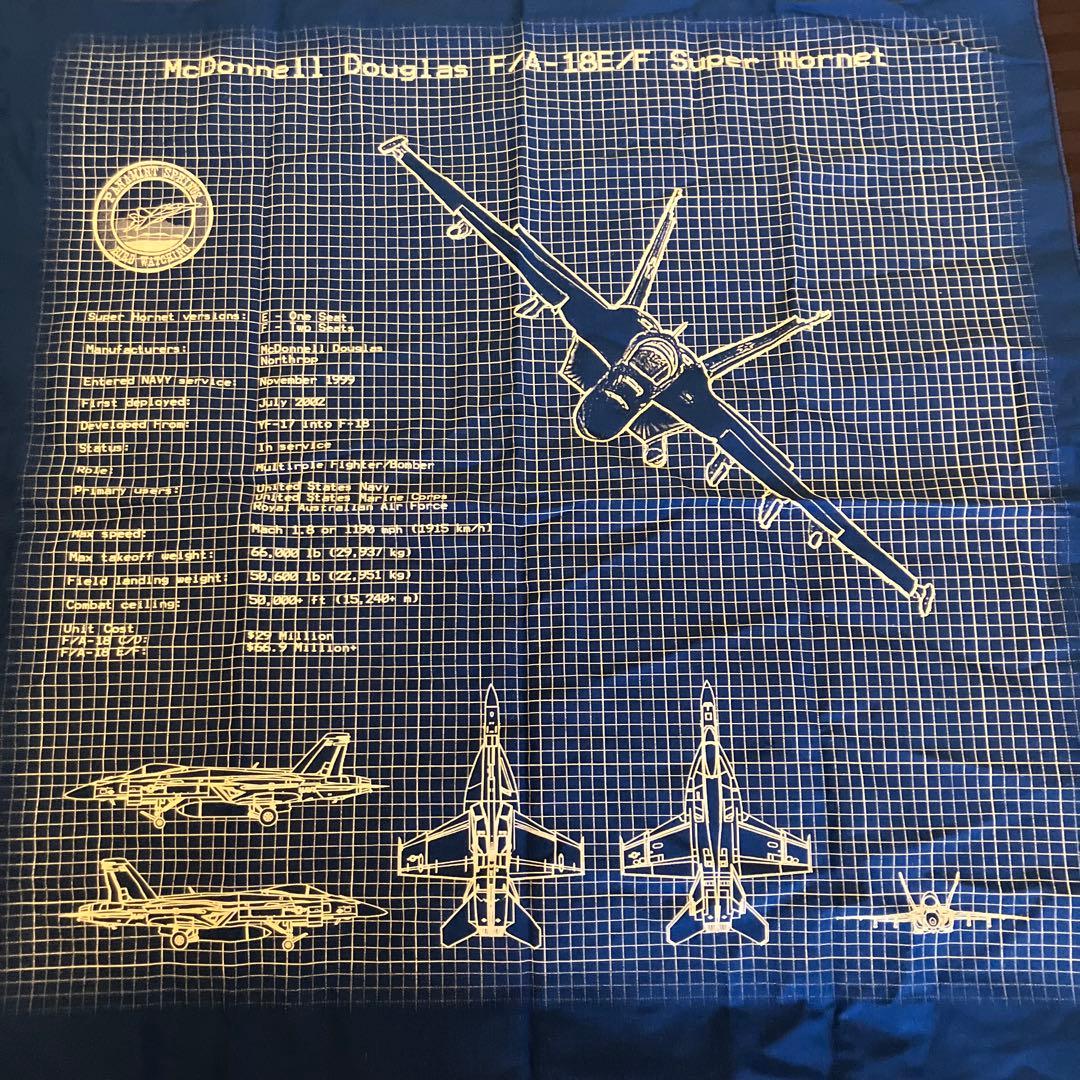 McDonnell Douglas F/A-18E/F Super Hornet
PANAMINT SPRINGS
BIRD WATCHING
Super Hornet versions: E - One Seat
F - Two Seats
Manufacturers: McDonnell Douglas
Northrop
Entered NAVY service: November 1999
First deployed: July 2002
Developed From: YF-17 into F-18
Status: In service
Role: Multirole Fighter/Bomber
Primary users: United States Navy
United States Marine Corps
Royal Australian Air Force
Max speed: Mach 1.8 or 1190 mph (1915 km/h)
Max takeoff weight: 66,000 lb (29,937 kg)
Field landing weight: 50,600 lb (22,951 kg)
Combat ceiling: 50,000+ ft (15,240+ m)
Unit Cost
F/A-18 C/D: $29 Million
F/A-18 E/F: $66.9 Million+